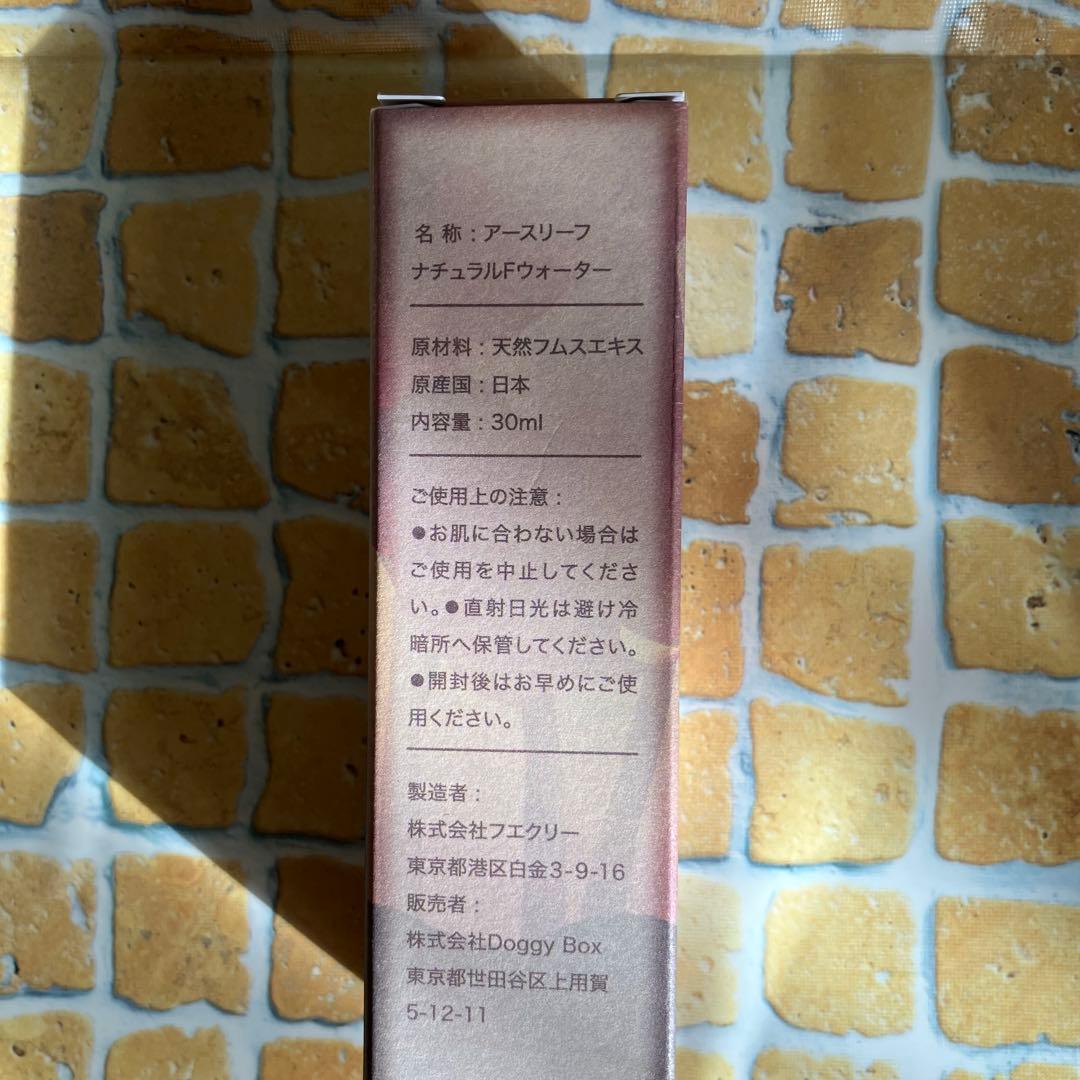 名 称 : アースリーフ
ナチュラルFウォーター
原材料 : 天然フムスエキス
原産国 : 日本
内容量 : 30ml
ご使用上の注意 :
●お肌に合わない場合は
ご使用を中止してくださ
い。●直射日光は避け冷
暗所へ保管してください。
●開封後はお早めにご使
用ください。
製造者 :
株式会社フエクリー
東京都港区白金3-9-16
販売者 :
株式会社Doggy Box
東京都世田谷区上用賀
5-12-11